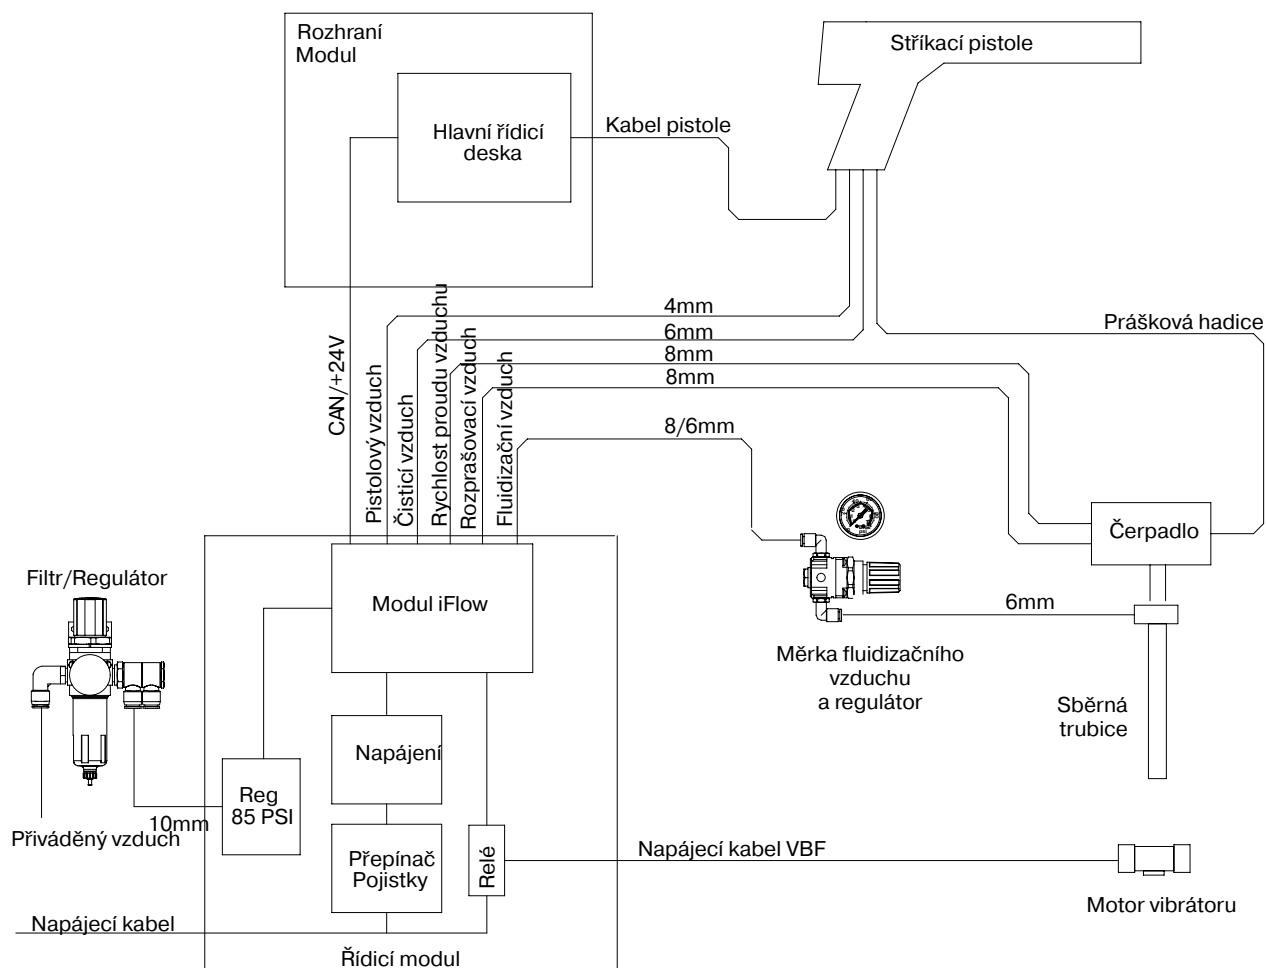 Rozhraní
Modul
Stříkací pistole
Hlavní řídicí
deska
Kabel pistole
4mm
6mm
8mm
8mm
8/6mm
Prášková hadice
CAN/+24V
Pistolový vzduch
Čisticí vzduch
Rychlost proudu vzduchu
Rozprašovací vzduch
Fluidizační vzduch
Čerpadlo
Filtr/Regulátor
Modul iFlow
6mm
Měrka fluidizačního
vzduchu
a regulátor
Sběrná
trubice
Napájení
Reg
85 PSI
10mm
Přiváděný vzduch
Přepínač
Pojistky
Relé
Napájecí kabel VBF
Motor vibrátoru
Napájecí kabel
Řídicí modul